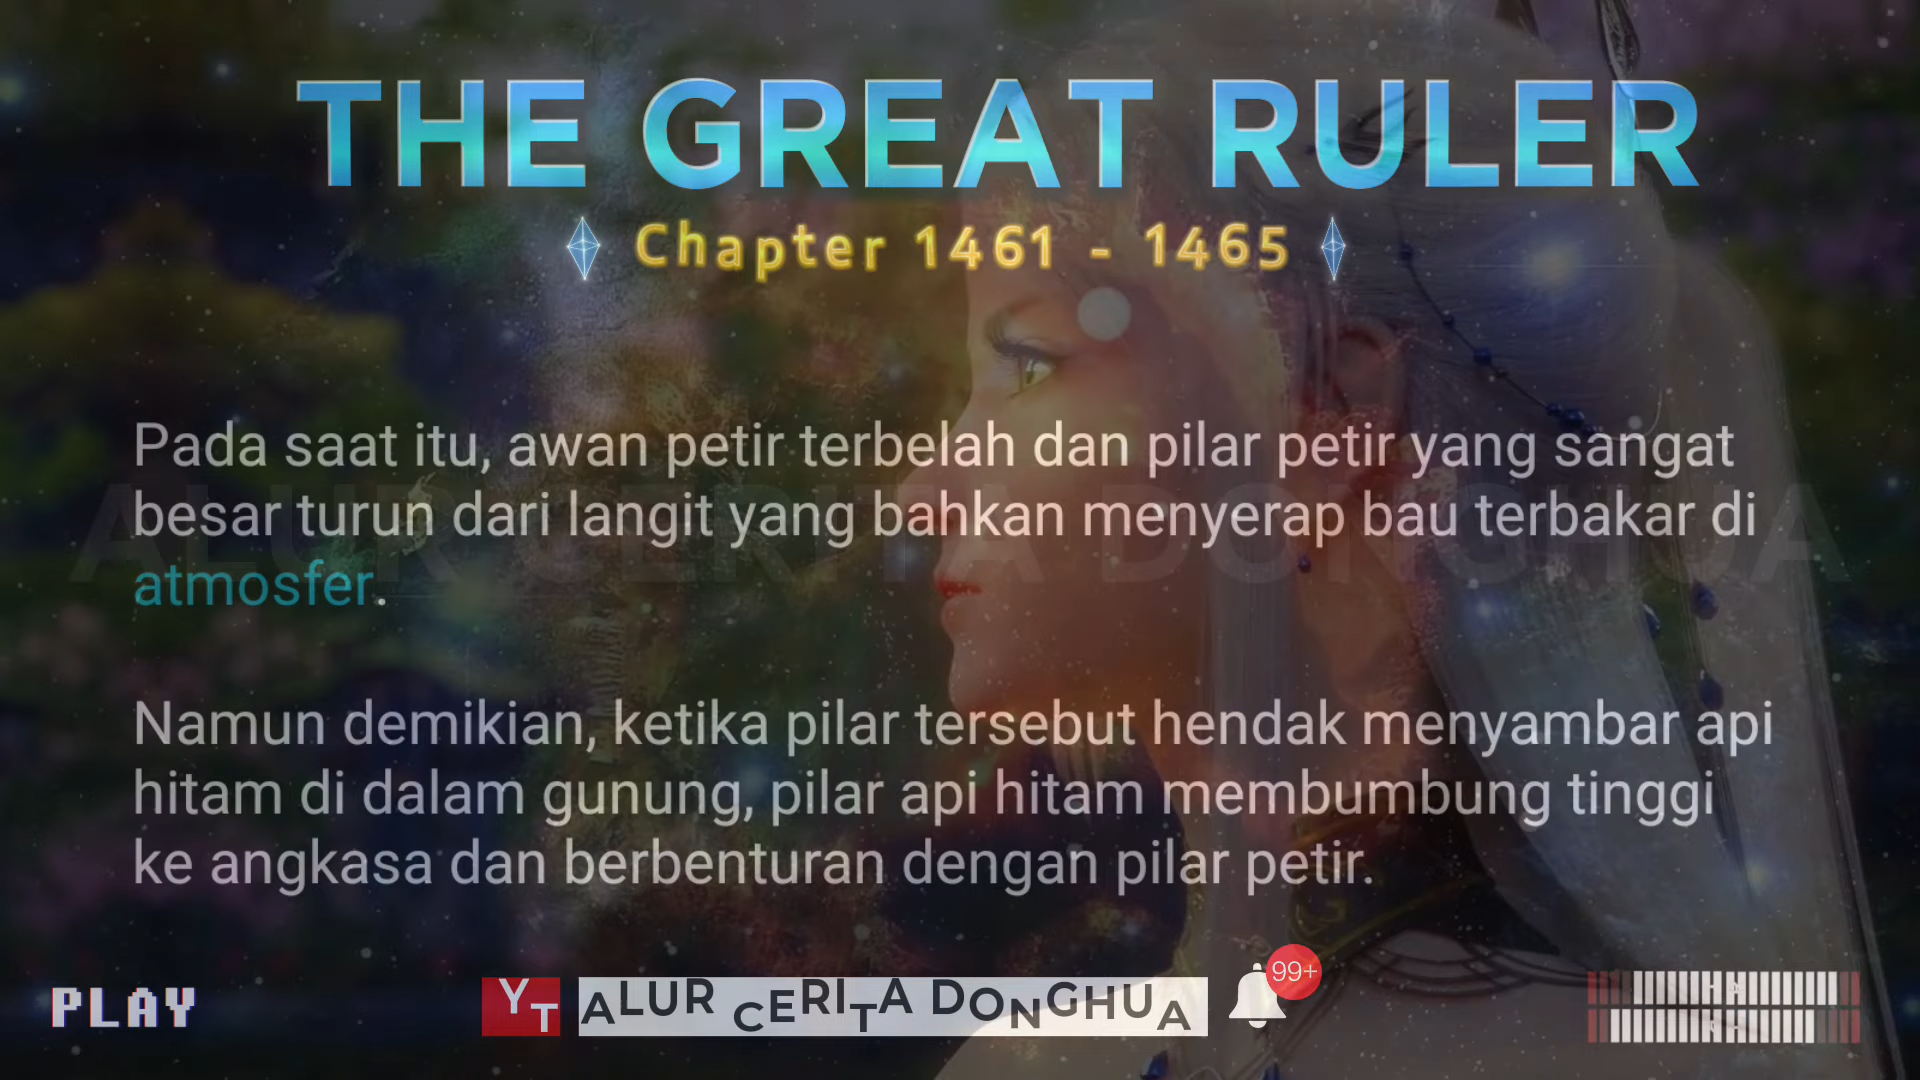 THE GREAT RULER
Chapter 1461 - 1465
Pada saat itu, awan petir terbelah dan pilar petir yang sangat
besar turun dari langit yang bahkan menyerap bau terbakar di
ALUR CERITA DONGHUA
atmosfer.
Namun demikian, ketika pilar tersebut hendak menyambar api
hitam di dalam gunung, pilar api hitam membumbung tinggi
ke angkasa dan berbenturan dengan pilar petir.
PLAY
YT ALUR CERITA DONGHUA 99+